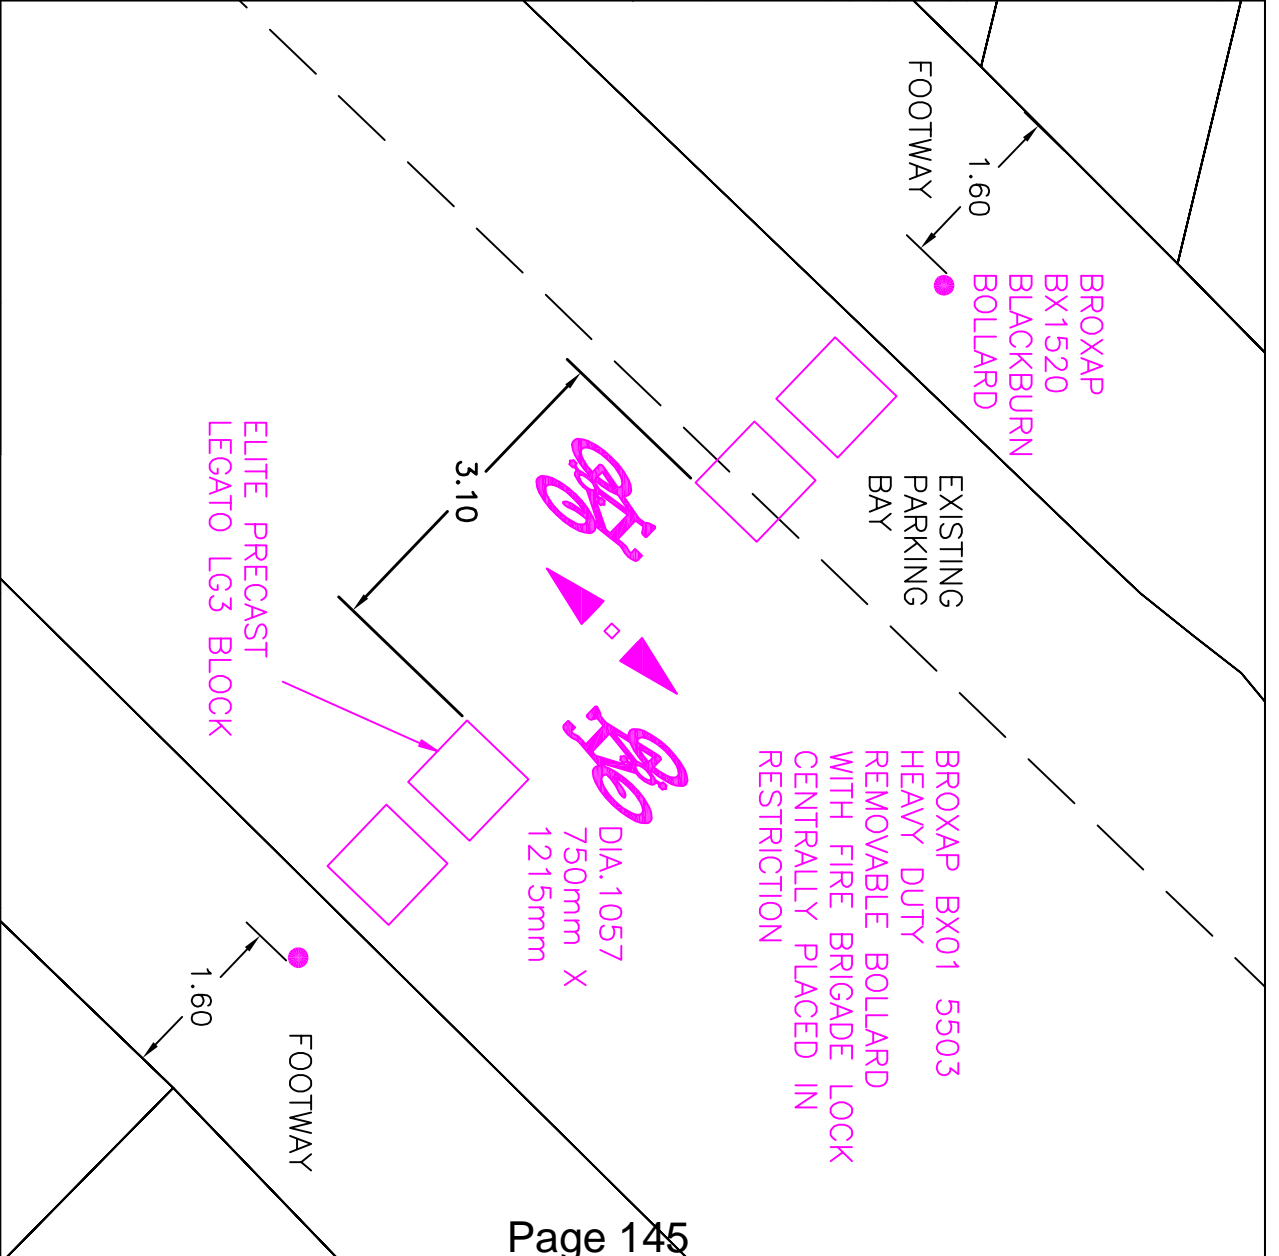 FOOTWAY
1.60
BROXAP
BX1520
BLACKBURN
BOLLARD
EXISTING
PARKING
BAY
3.10
ELITE PRECAST
LEGATO LG3 BLOCK
BROXAP BX01 5503
HEAVY DUTY
REMOVABLE BOLLARD
WITH FIRE BRIGADE LOCK
CENTRALLY PLACED IN
RESTRICTION
DIA.1057
750mm X
1215mm
1.60
FOOTWAY
Page 145